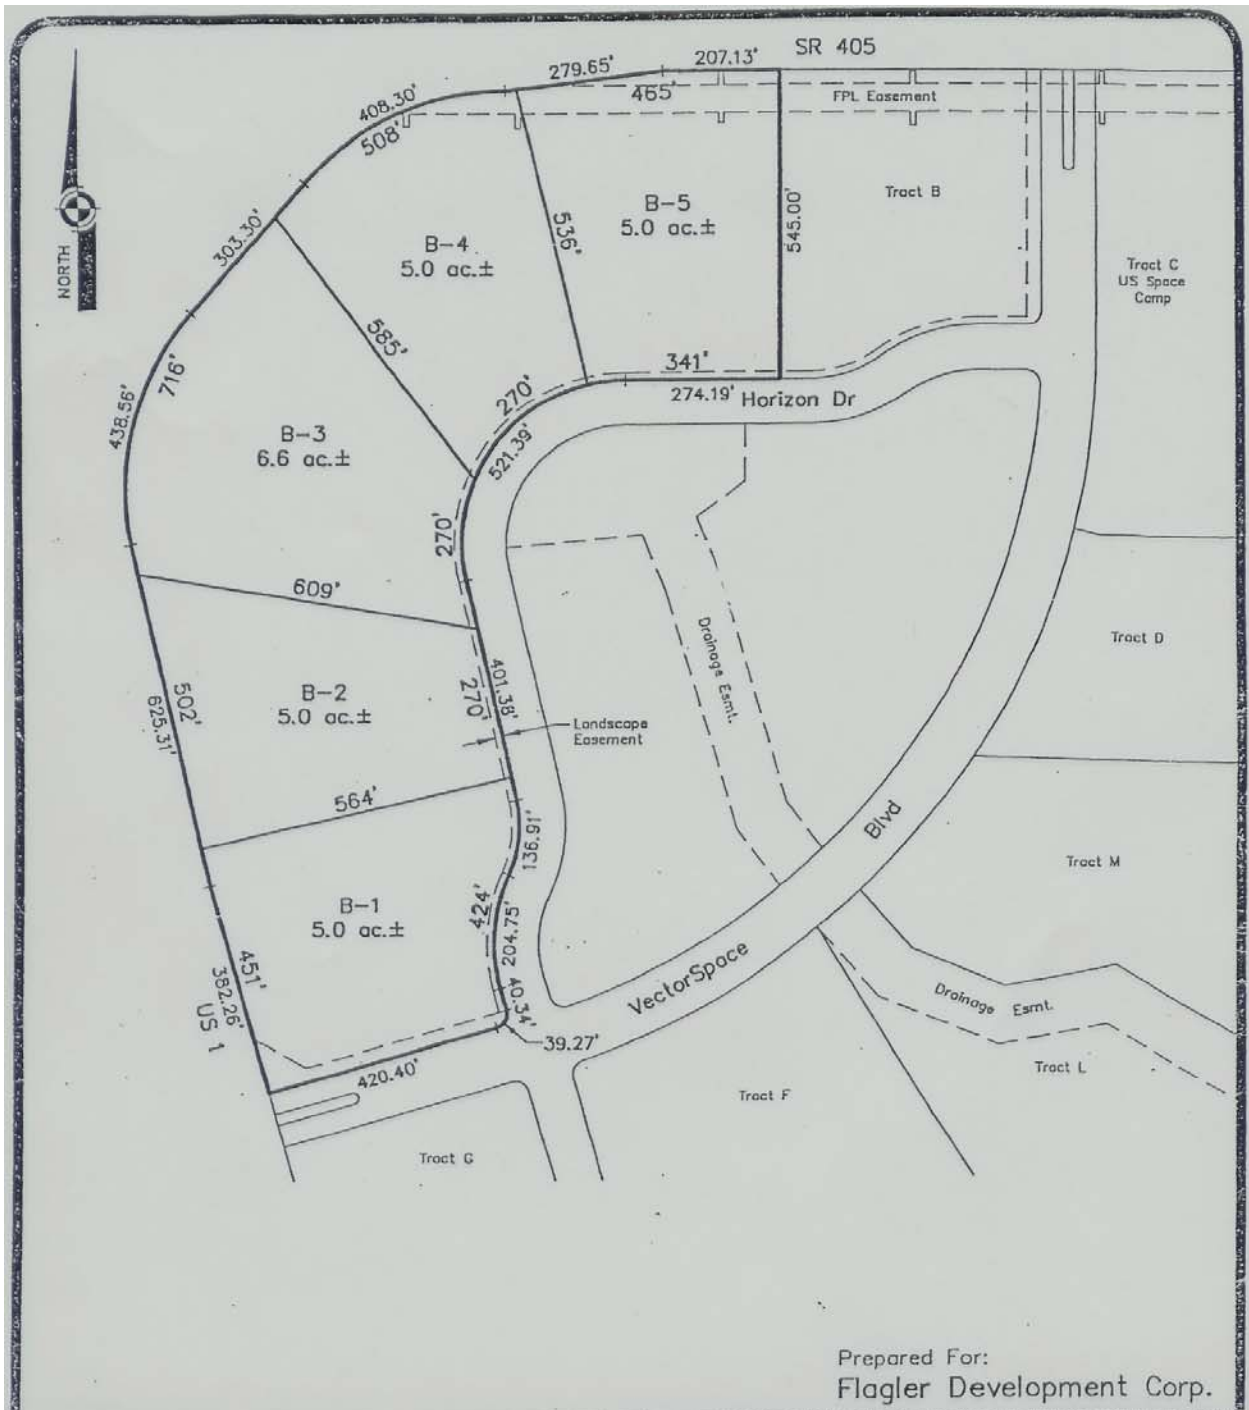 SR 405
207.13'
279.65'
465'
FPL Easement
408.30'
508'
NORTH
303.30'
B-4
5.0 ac.±
536'
B-5
5.0 ac.±
545.00'
Tract B
Tract C
US Space
Camp
585'
341'
274.19'
Horizon Dr
270'
521.39'
716'
438.56'
B-3
6.6 ac.±
270'
609'
Drainage Esmt.
Tract D
B-2
5.0 ac.±
502'
625.31'
401.38'
270'
Landscape
Easement
564'
136.91'
Blvd
Tract M
B-1
5.0 ac.±
424'
204.75'
451'
382.26'
US 1
40.34'
39.27'
VectorSpace
Drainage Esmt.
420.40'
Tract L
Tract F
Tract G
Prepared For:
Flagler Development Corp.